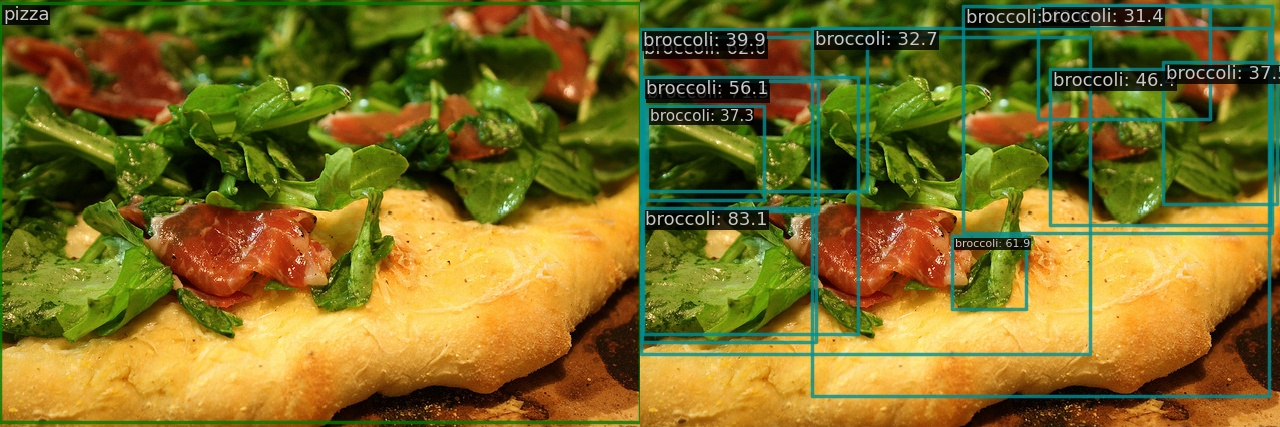 pizza
broccoli:
broccoli: 31.4
broccoli: 39.9
broccoli: 32.7
broccoli: 56.1
broccoli: 46.
broccoli: 37.
broccoli: 37.3
broccoli: 83.1
broccoli: 61.9